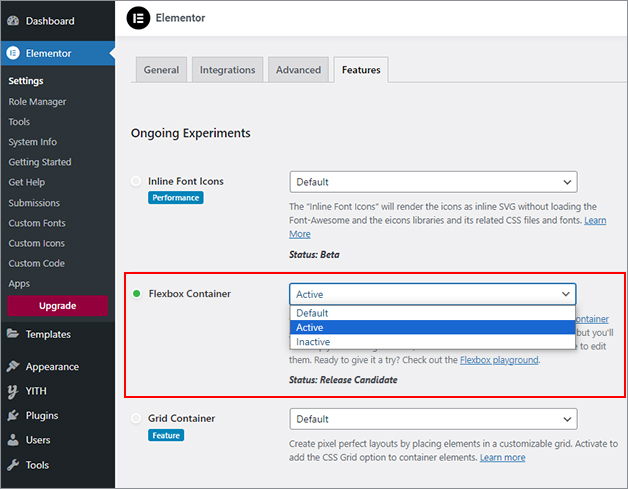 Dashboard
Elementor
Settings
Role Manager
Tools
System Info
Getting Started
Get Help
Submissions
Custom Fonts
Custom Icons
Custom Code
Apps
Upgrade
Templates
Appearance
YITH
Plugins
Users
Tools
Elementor
General
Integrations
Advanced
Features
Ongoing Experiments
Inline Font Icons
Performance
Default
The "Inline Font Icons" will render the icons as inline SVG without loading the
Font-Awesome and the eicons libraries and its related CSS files and fonts. Learn
More
Status: Beta
Flexbox Container
Active
Default
Active
Inactive
ontainer
but you'll
e to edit
them. Ready to give it a try? Check out the Flexbox playground.
Status: Release Candidate
Grid Container
Feature
Default
Create pixel perfect layouts by placing elements in a customizable grid. Activate to
add the CSS Grid option to container elements. Learn more